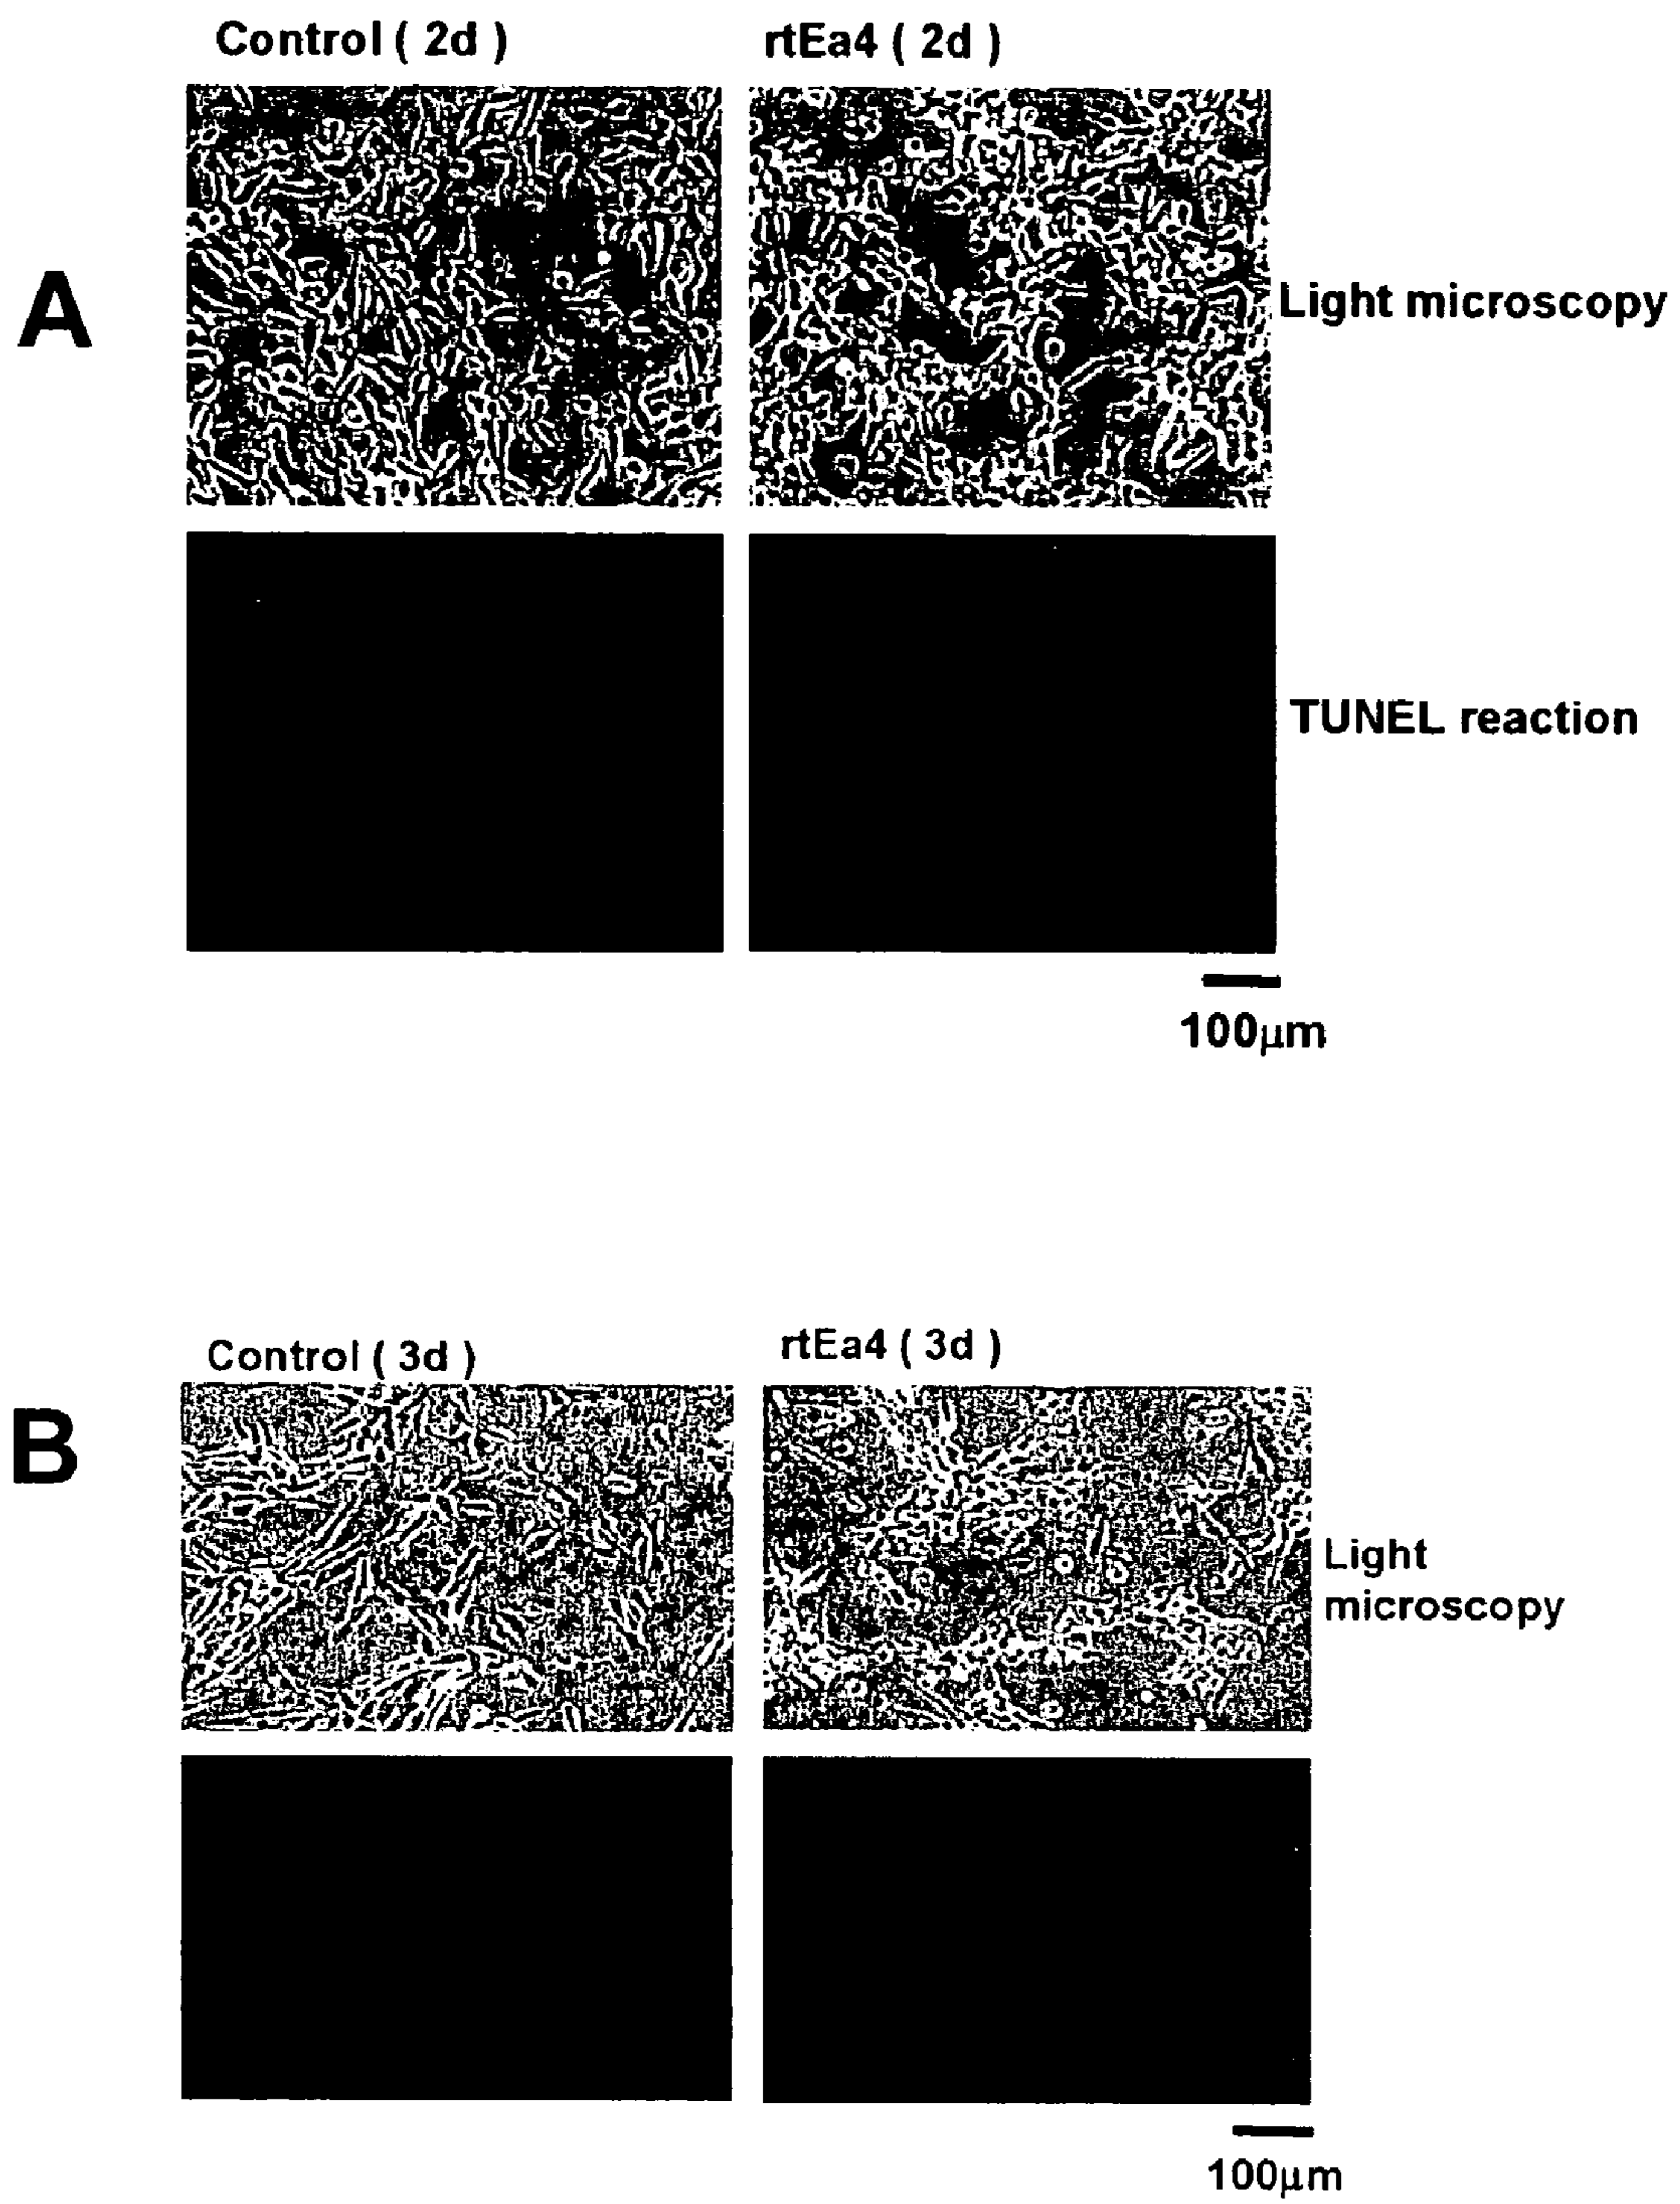 Control ( 2d )
rtEa4 ( 2d )
A
Light microscopy
TUNEL reaction
100μm
Control ( 3d )
rtEa4 ( 3d )
B
Light
microscopy
100μm